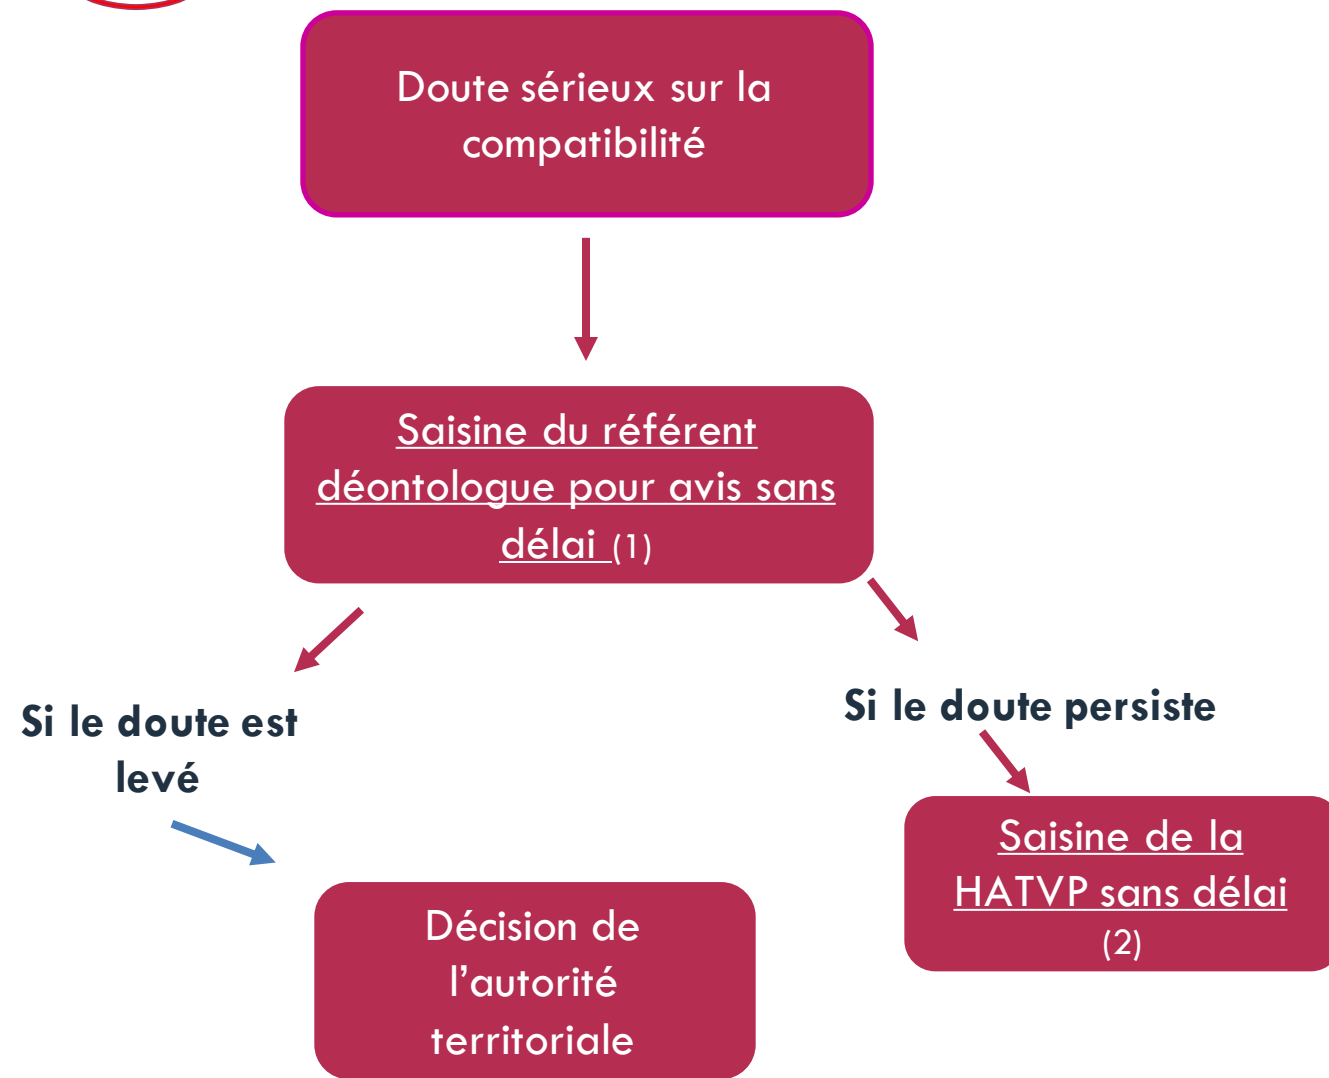 Doute sérieux sur la
compatibilité
Saisine du référent
déontologue pour avis sans
délai (1)
Si le doute est
levé
Si le doute persiste
Saisine de la
HATVP sans délai
(2)
Décision de
l’autorité
territoriale